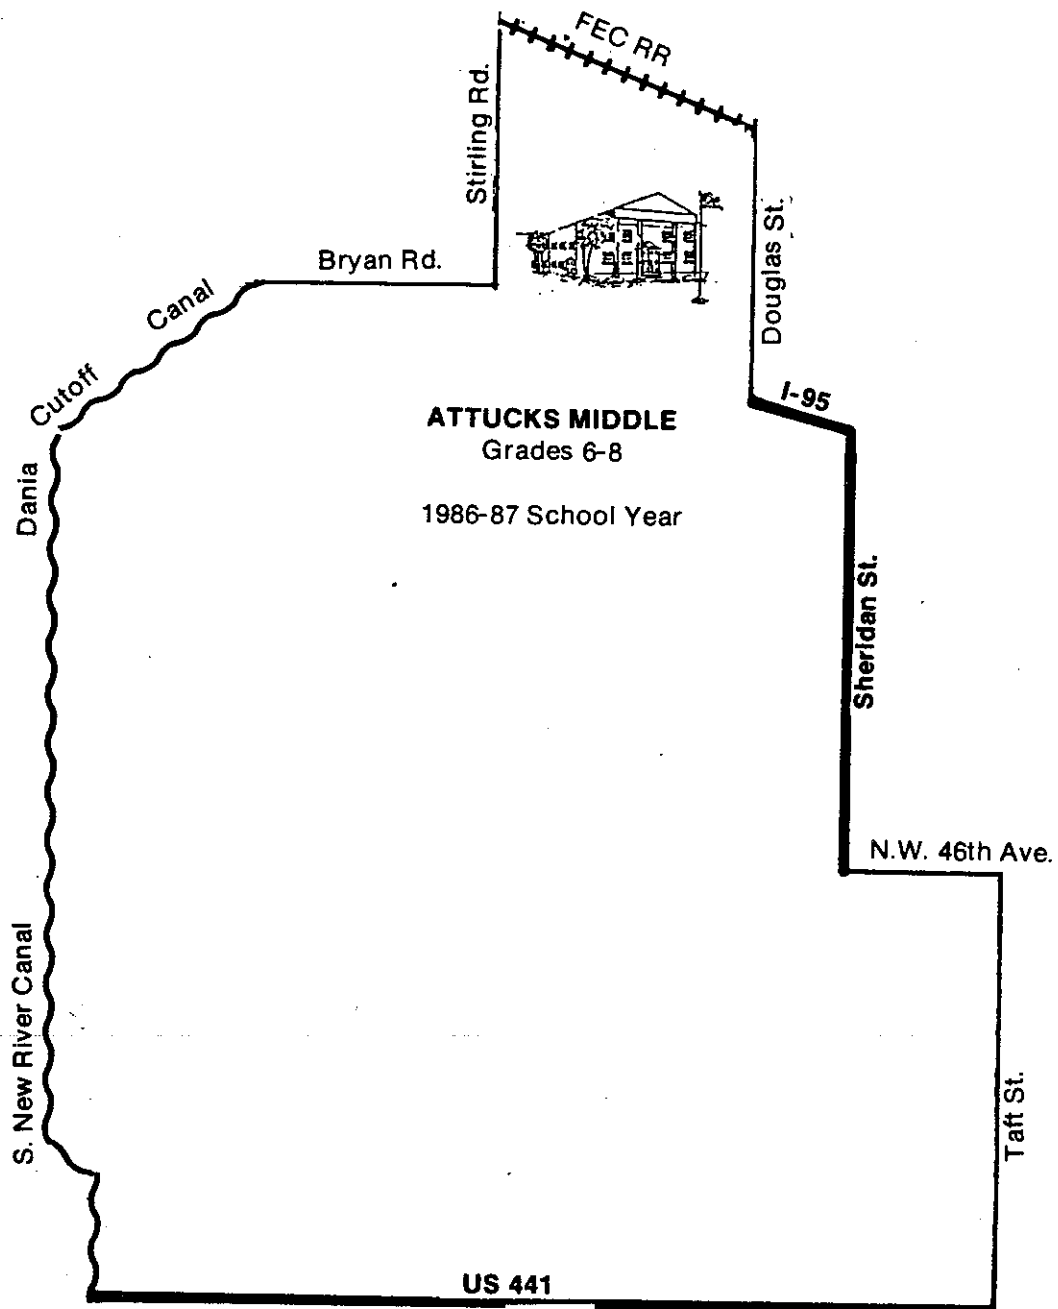 FEC RR
Stirling Rd.
Douglas St.
Bryan Rd.
Canal
Cutoff
Dania
I-95
ATTUCKS MIDDLE
Grades 6-8
1986-87 School Year
Sheridan St.
N.W. 46th Ave.
S. New River Canal
Taft St.
US 441